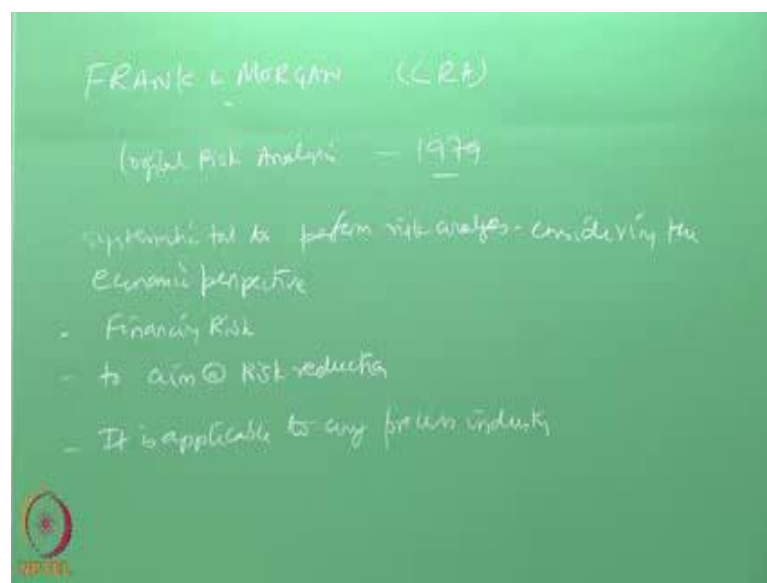 FRANK & MORGAN (LRA)
Logical Risk Analysis – 1979
systematic tool to perform risk analysis - considering the
economic perspective
- Financing Risk
- to aim @ Risk reduction
- It is applicable to any process industry
NPTEL